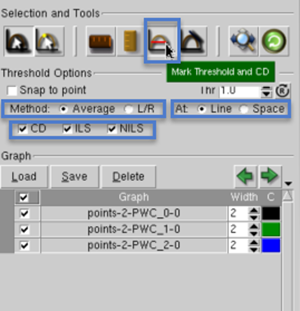 Selection and Tools
Mark Threshold and CD
Threshold Options
Snap to point
Thr 1.0
Method: Average L/R At: Line Space
CD ILS NILS
Graph
Load Save Delete
Graph Width C
points-2-PWC_0-0 2
points-2-PWC_1-0 2
points-2-PWC_2-0 2